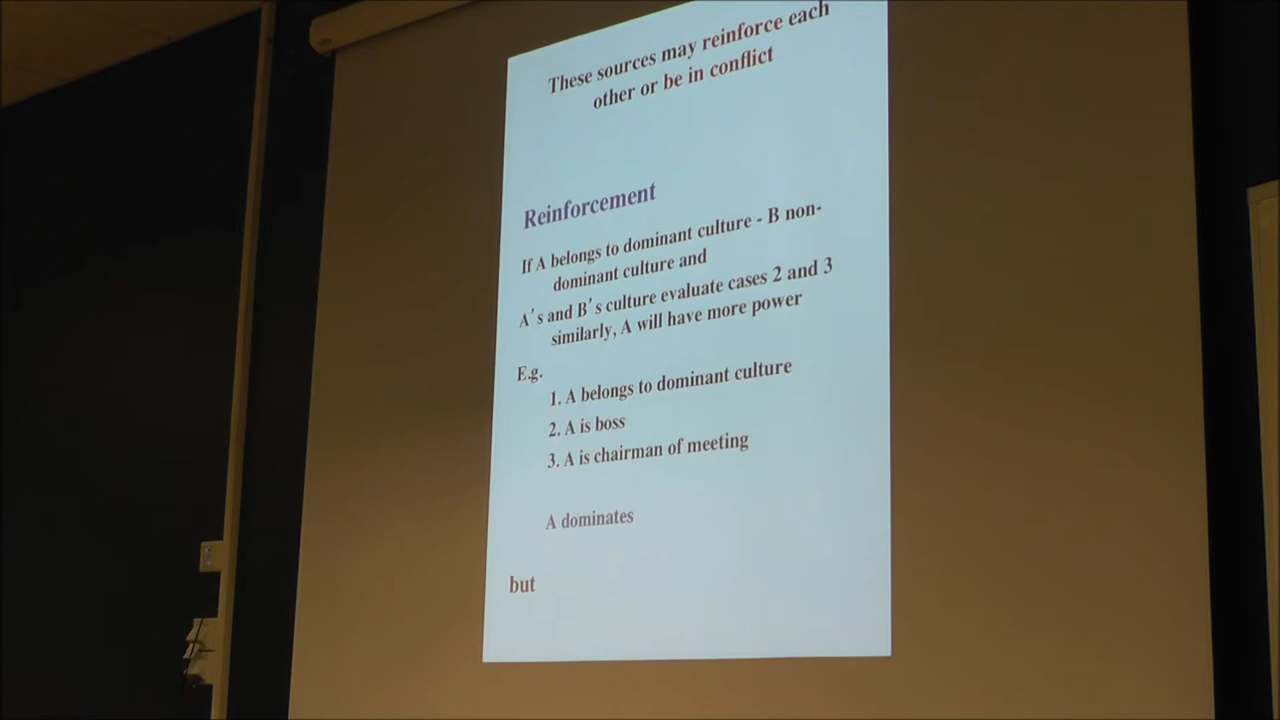 These sources may reinforce each
other or be in conflict
Reinforcement
If A belongs to dominant culture - B non-
dominant culture and
A's and B's culture evaluate cases 2 and 3
similarly, A will have more power
E.g.
1. A belongs to dominant culture
2. A is boss
3. A is chairman of meeting
A dominates
but